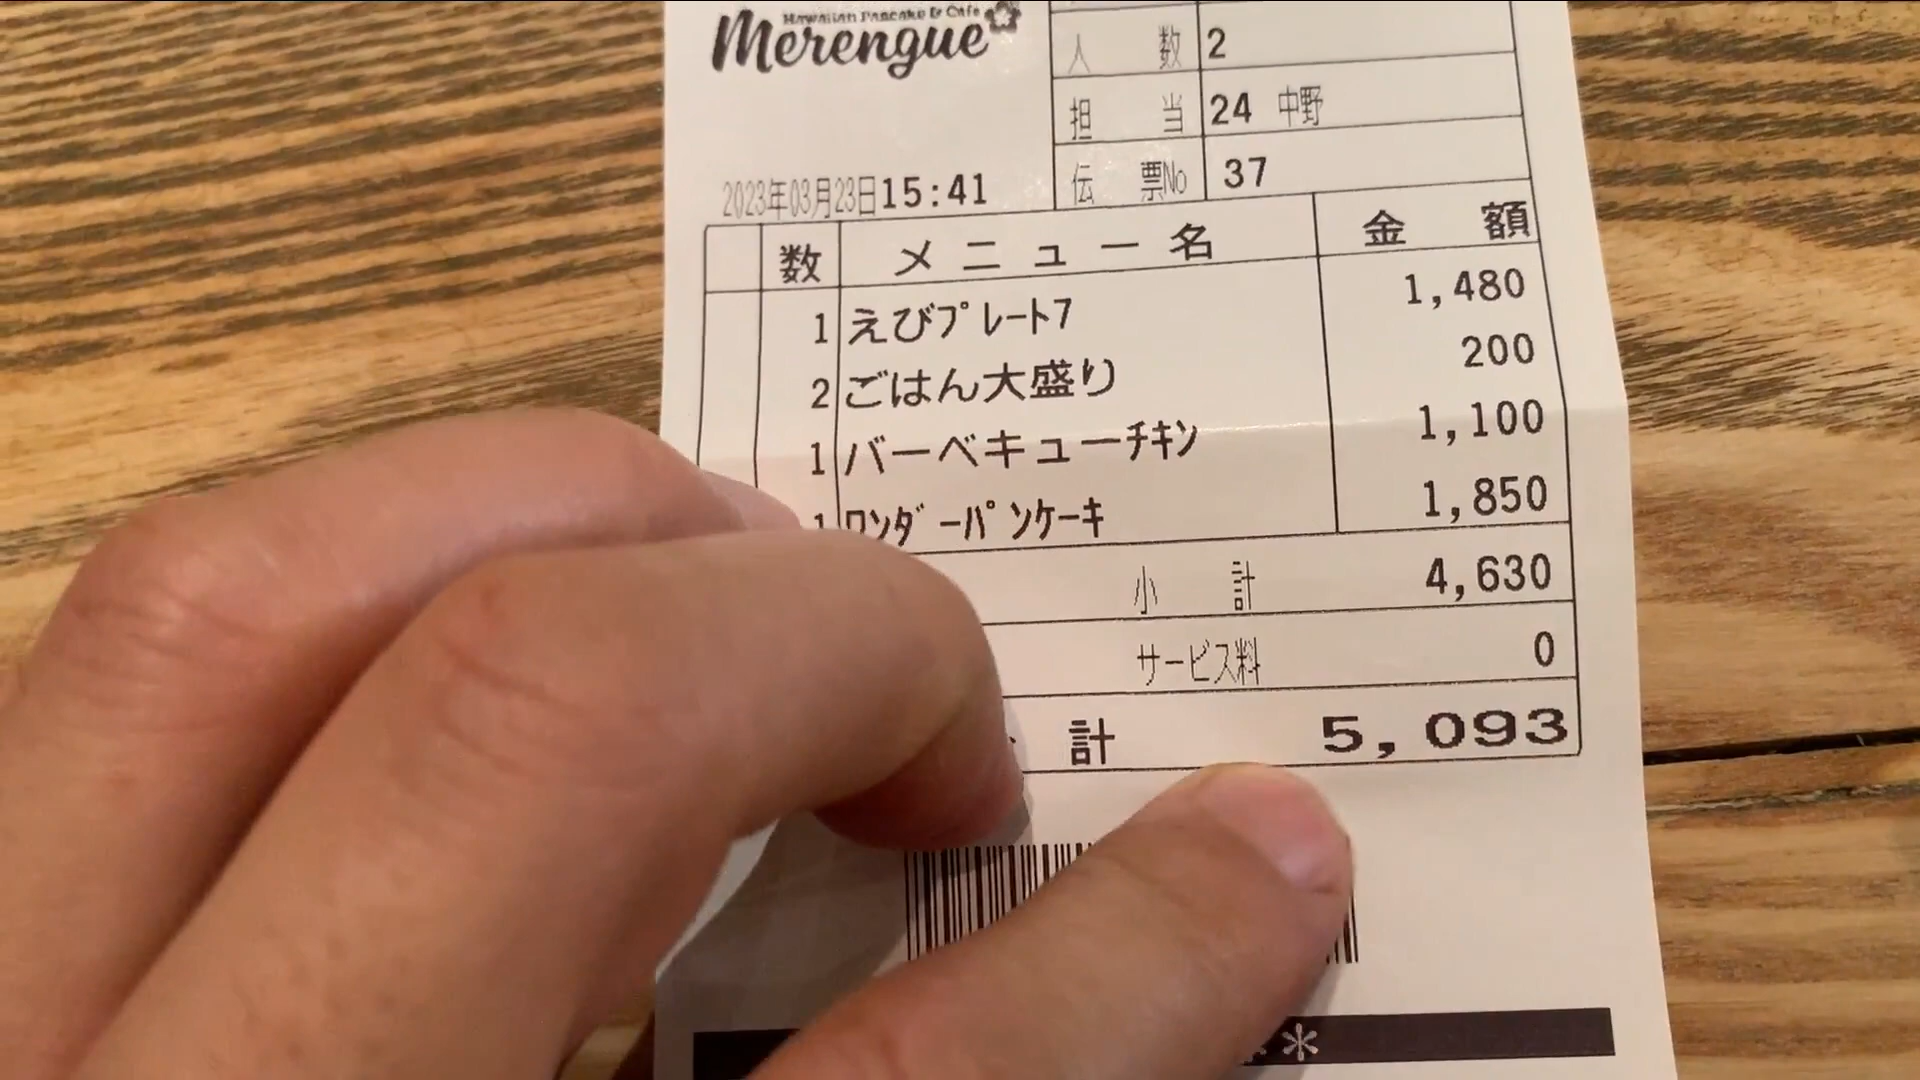 Hawaiian Pancake & Cafe
Merengue
人数 2
担当 24 中野
伝票No 37
2023年03月23日15:41
数 メニュー名 金額
1 えびプレート7 1,480
2 ごはん大盛り 200
1 バーベキューチキン 1,100
1 ワンダーパンケーキ 1,850
小計 4,630
サービス料 0
計 5,093
*